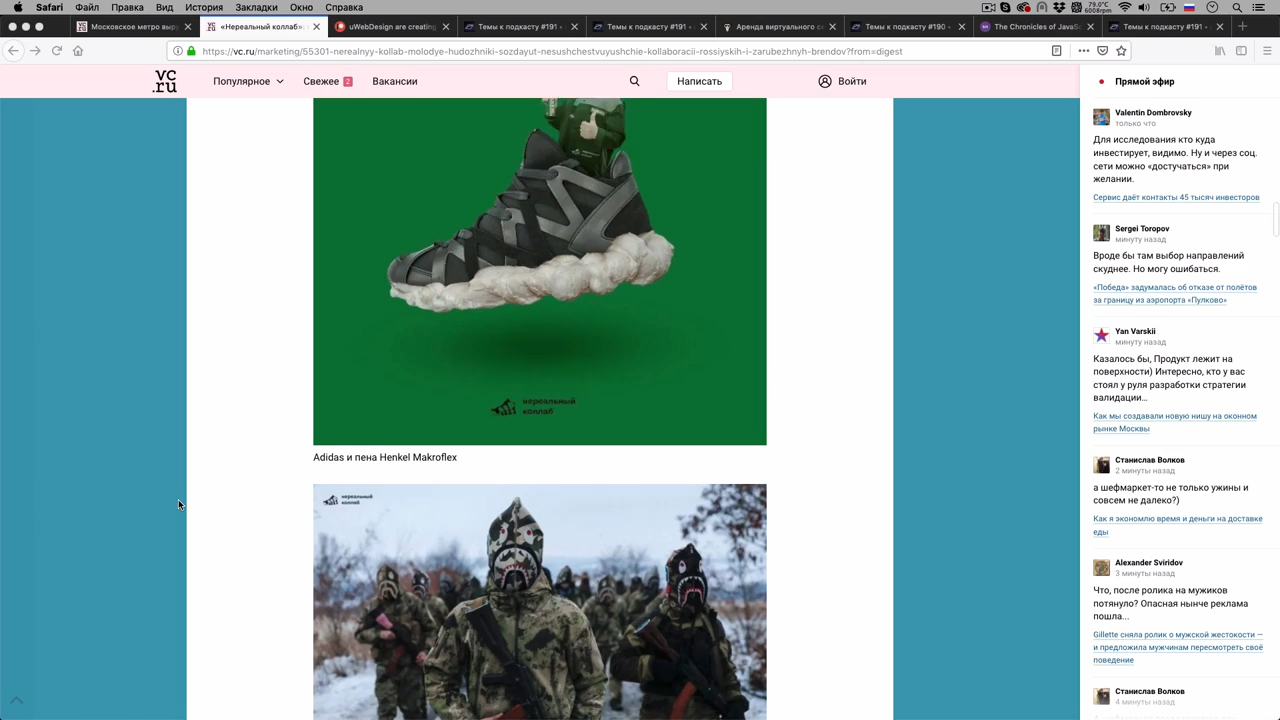 Safari Файл Правка Вид История Закладки Окно Справка
79.0°C
6008rpm
Московское метро выр
«Нереальный коллаб»:
uWebDesign are creating
Темы к подкасту #191 -
Темы к подкасту #191 -
Аренда виртуального с
Темы к подкасту #190 -
The Chronicles of JavaSc
Темы к подкасту #191 -
https://vc.ru/marketing/55301-nerealnyy-kollab-molodye-hudozhniki-sozdayut-nesushchestvuyushchie-kollaboracii-rossiyskih-i-zarubezhnyh-brendov?from=digest
vc
.ru
Популярное
Свежее 2
Вакансии
Написать
Войти
нереальный
коллаб
Adidas и пена Henkel Makroflex
нереальный
коллаб
Прямой эфир
Valentin Dombrovsky
только что
Для исследования кто куда
инвестирует, видимо. Ну и через соц.
сети можно «достучаться» при
желании.
Сервис даёт контакты 45 тысяч инвесторов
Sergei Toropov
минуту назад
Вроде бы там выбор направлений
скуднее. Но могу ошибаться.
«Победа» задумалась об отказе от полётов
за границу из аэропорта «Пулково»
Yan Varskii
минуту назад
Казалось бы, Продукт лежит на
поверхности) Интересно, кто у вас
стоял у руля разработки стратегии
валидации…
Как мы создавали новую нишу на оконном
рынке Москвы
Станислав Волков
2 минуты назад
а шефмаркет-то не только ужины и
совсем не далеко?)
Как я экономлю время и деньги на доставке
еды
Alexander Sviridov
3 минуты назад
Что, после ролика на мужиков
потянуло? Опасная нынче реклама
пошла...
Gillette сняла ролик о мужской жестокости —
и предложила мужчинам пересмотреть своё
поведение
Станислав Волков
4 минуты назад